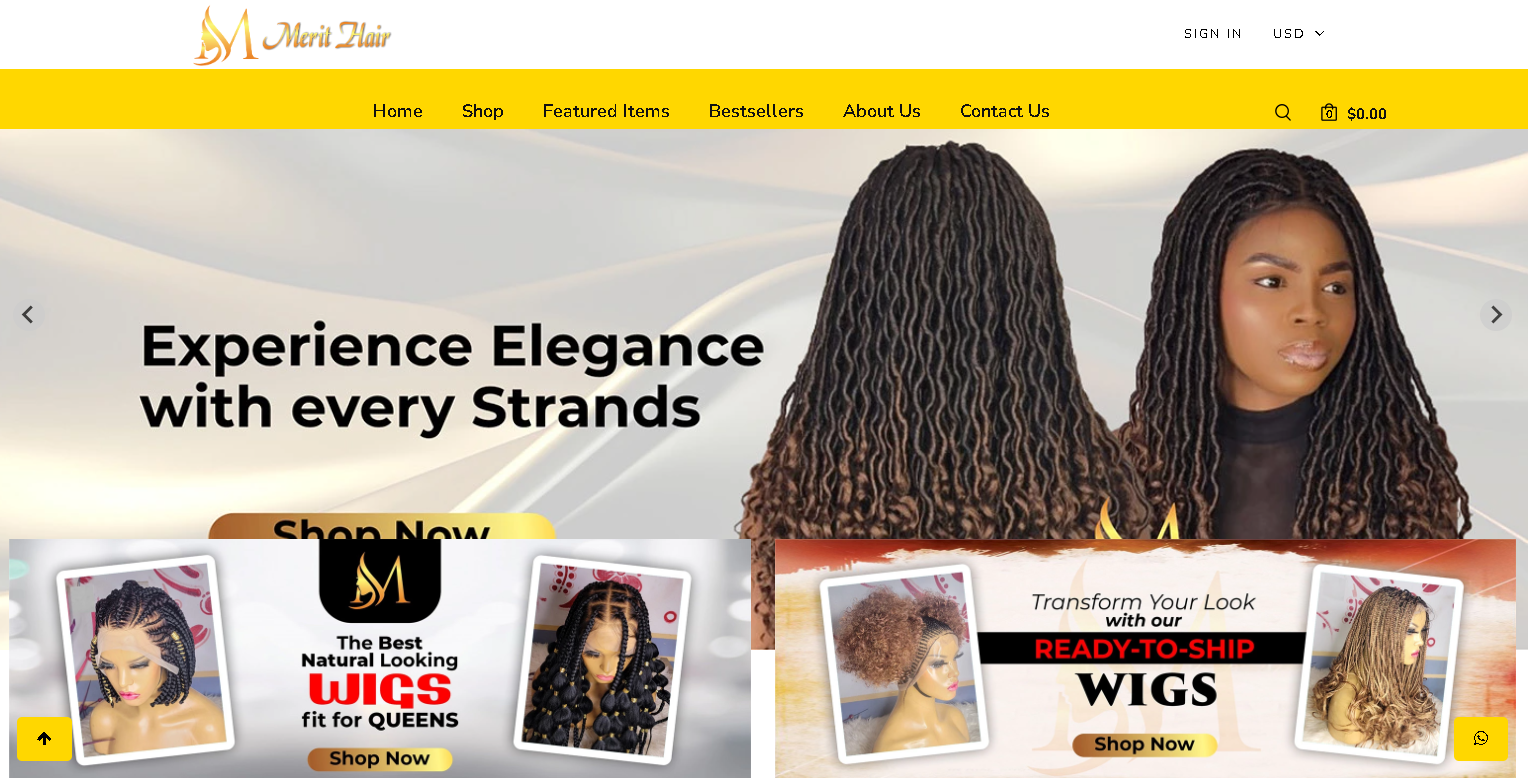 Merit Hair
SIGN IN
USD
Home
Shop
Featured Items
Bestsellers
About Us
Contact Us
0
$0.00
Experience Elegance
with every Strands
Shop Now
The Best
Natural Looking
WIGS
fit for QUEENS
Shop Now
Transform Your Look
with our
READY-TO-SHIP
WIGS
Shop Now